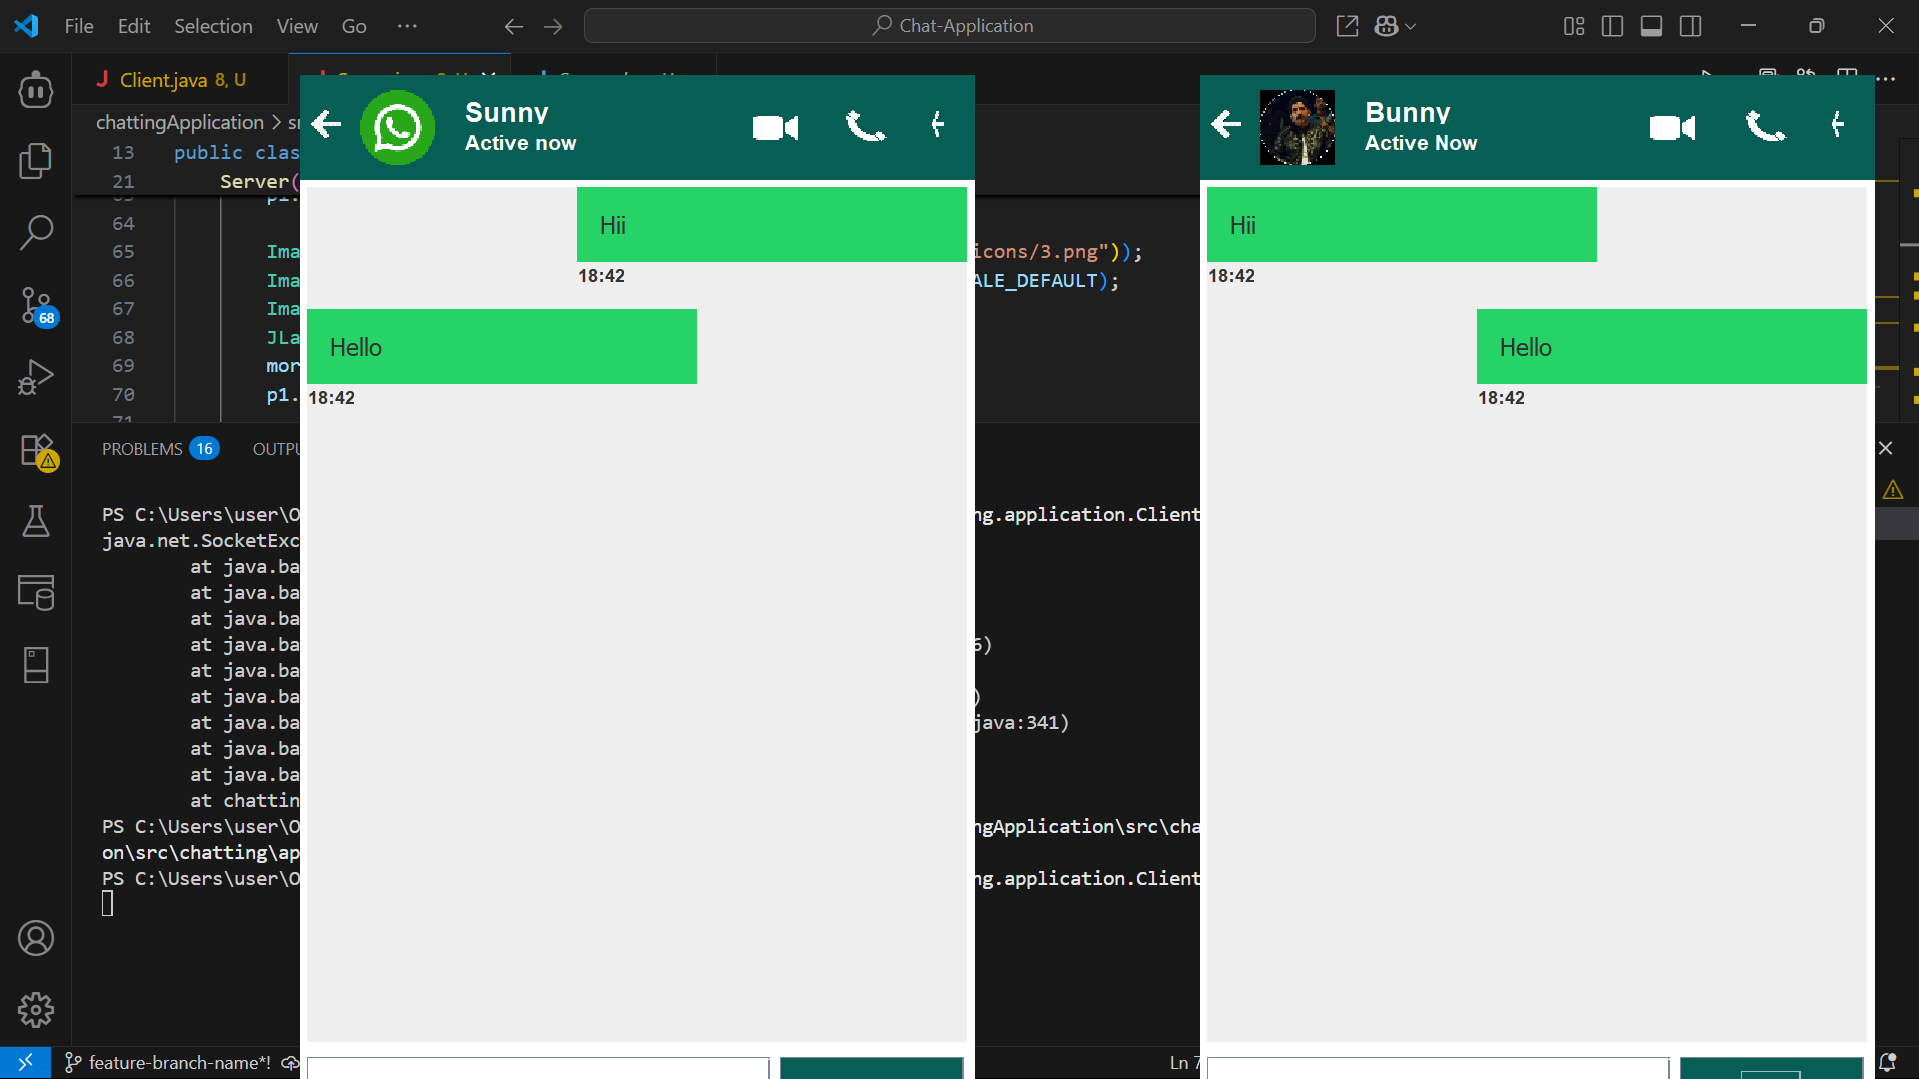 File Edit Selection View Go ··· Chat-Application
Client.java 8, U
chattingApplication >
13 public clas
21 Server(
64
65 Ima icons/3.png"));
66 Ima ALE_DEFAULT);
67 Ima
68 JLa
69 mor
70 p1.
PROBLEMS 16 OUTPU
PS C:\Users\user\O ng.application.Client
java.net.SocketExc
at java.ba
at java.ba
at java.ba
at java.ba 6)
at java.ba
at java.ba )
at java.ba java:341)
at java.ba
at java.ba
at chattin
PS C:\Users\user\O ngApplication\src\cha
on\src\chatting\ap
PS C:\Users\user\O ng.application.Client
68
feature-branch-name*!
Ln 7
Sunny
Active now
Hii
18:42
Hello
18:42
Bunny
Active Now
Hii
18:42
Hello
18:42